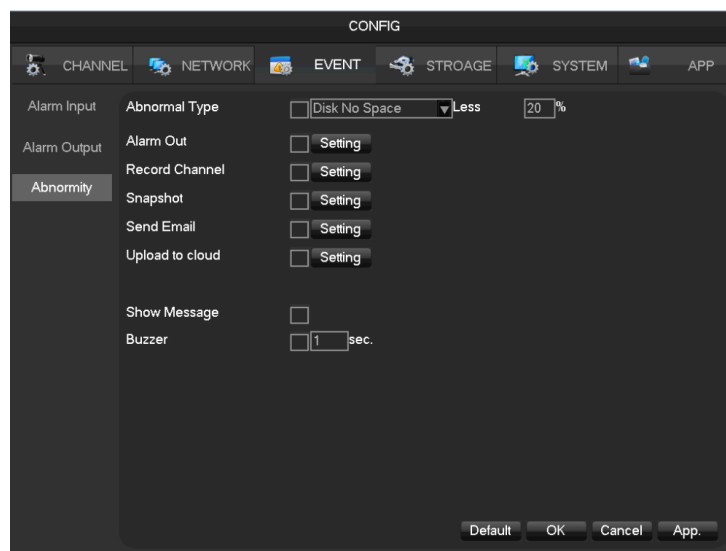 CONFIG
CHANNEL NETWORK EVENT STROAGE SYSTEM APP
Alarm Input
Alarm Output
Abnormity
Abnormal Type Disk No Space Less 20 %
Alarm Out Setting
Record Channel Setting
Snapshot Setting
Send Email Setting
Upload to cloud Setting
Show Message
Buzzer 1 sec.
Default OK Cancel App.